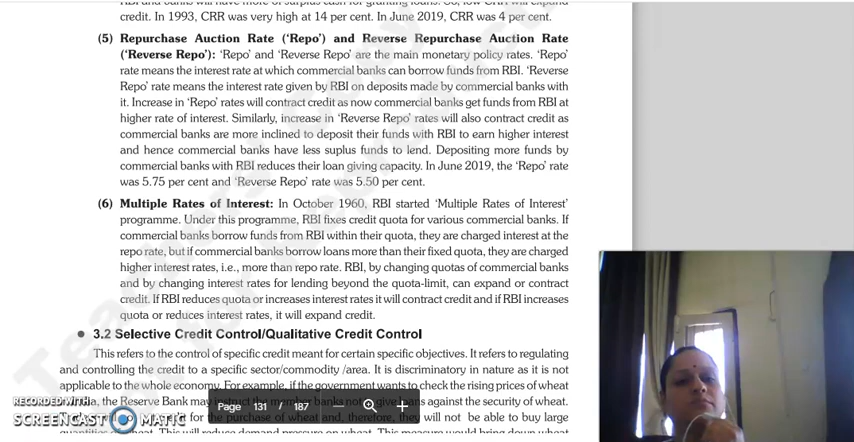 credit. In 1993, CRR was very high at 14 per cent. In June 2019, CRR was 4 per cent.
(5) Repurchase Auction Rate ('Repo') and Reverse Repurchase Auction Rate
('Reverse Repo'): 'Repo' and 'Reverse Repo' are the main monetary policy rates. 'Repo'
rate means the interest rate at which commercial banks can borrow funds from RBI. 'Reverse
Repo' rate means the interest rate given by RBI on deposits made by commercial banks with
it. Increase in 'Repo' rates will contract credit as now commercial banks get funds from RBI at
higher rate of interest. Similarly, increase in 'Reverse Repo' rates will also contract credit as
commercial banks are more inclined to deposit their funds with RBI to earn higher interest
and hence commercial banks have less suplus funds to lend. Depositing more funds by
commercial banks with RBI reduces their loan giving capacity. In June 2019, the 'Repo' rate
was 5.75 per cent and 'Reverse Repo' rate was 5.50 per cent.
(6) Multiple Rates of Interest: In October 1960, RBI started 'Multiple Rates of Interest'
programme. Under this programme, RBI fixes credit quota for various commercial banks. If
commercial banks borrow funds from RBI within their quota, they are charged interest at the
repo rate, but if commercial banks borrow loans more than their fixed quota, they are charged
higher interest rates, i.e., more than repo rate. RBI, by changing quotas of commercial banks
and by changing interest rates for lending beyond the quota-limit, can expand or contract
credit. If RBI reduces quota or increases interest rates it will contract credit and if RBI increases
quota or reduces interest rates, it will expand credit.
3.2 Selective Credit Control/Qualitative Credit Control
This refers to the control of specific credit meant for certain specific objectives. It refers to regulating
and controlling the credit to a specific sector/commodity /area. It is discriminatory in nature as it is not
applicable to the whole economy. For example, if the government wants to check the rising prices of wheat
the Reserve Bank may instruct the member banks not give loans against the security of wheat.
for the purchase of wheat and, therefore, they will not be able to buy large
Page 131 / 187
RECORDED WITH
SCREENCAST MATIC